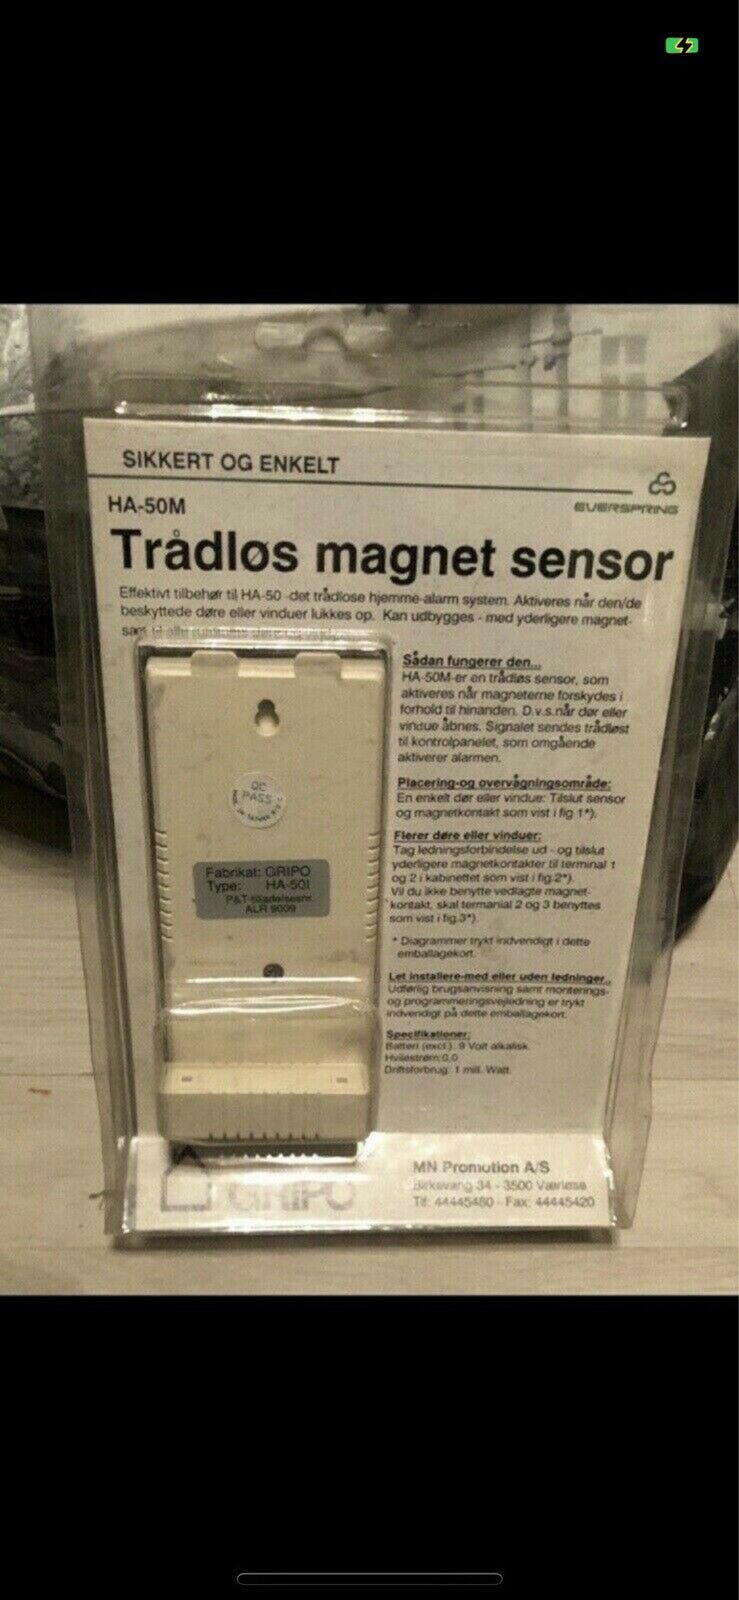 SIKKERT OG ENKELT
EVERSPRING
HA-50M
Trådløs magnet sensor
Effektivt tilbehør til HA-50 -det trådlose hjemme-alarm system. Aktiveres når den/de
beskyttede døre eller vinduer lukkes op. Kan udbygges - med yderligere magnet-
Sådan fungerer den...
HA-50M-er en trådløs sensor, som
aktiveres når magneterne forskydes i
forhold til hinanden. D.v.s.når dør eller
vindue åbnes. Signalet sendes trådløst
til kontrolpanelet, som omgående
aktiverer alarmen.
Placering-og overvågningsområde:
En enkelt dør eller vindue: Tilslut sensor
og magnetkontakt som vist i fig 1*).
Flerer døre eller vinduer:
Tag ledningsforbindelse ud - og tilslut
yderligere magnetkontakter til terminal 1
og 2 i kabinettet som vist i fig.2*).
Vil du ikke benytte vedlagte magnet-
kontakt, skal termanial 2 og 3 benyttes
som vist i fig.3*).
* Diagrammer trykt indvendigt i dette
emballagekort.
Let installere-med eller uden ledninger..
Udførlig brugsanvisning samt monterings-
og programmeringsvejledning er trykt
indvendigt på dette emballagekort.
Specifikationer:
Batteri (excl.). 9 Volt alkalisk.
Hvilestrøm:0,0
Driftsforbrug: 1 mill. Watt.
QC
PASS
Fabrikat: GRIPO
Type: HA-50I
P&T-tilladelsesnr.
ALR 9009
GRIPO
MN Promotion A/S
Birkevang 34 - 3500 Værløse
Tlf: 44445480 - Fax: 44445420